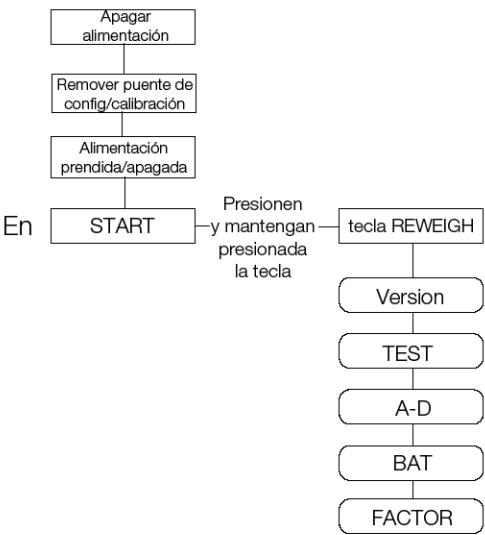 Apagar
alimentación
Remover puente de
config/calibración
Alimentación
prendida/apagada
En
START
Presionen
y mantengan
presionada
la tecla
tecla REWEIGH
Version
TEST
A-D
BAT
FACTOR